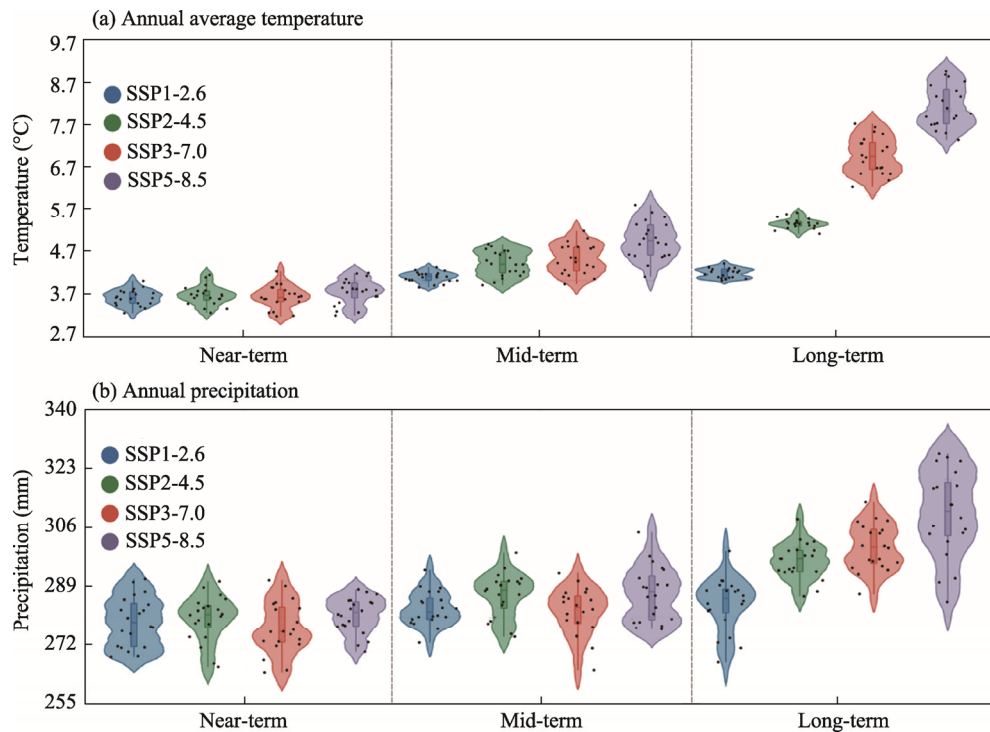 (a) Annual average temperature
9.7
8.7
7.7
6.7
5.7
4.7
3.7
2.7
Temperature (°C)
SSP1-2.6
SSP2-4.5
SSP3-7.0
SSP5-8.5
Near-term
Mid-term
Long-term
(b) Annual precipitation
340
323
306
289
272
255
Precipitation (mm)
SSP1-2.6
SSP2-4.5
SSP3-7.0
SSP5-8.5
Near-term
Mid-term
Long-term